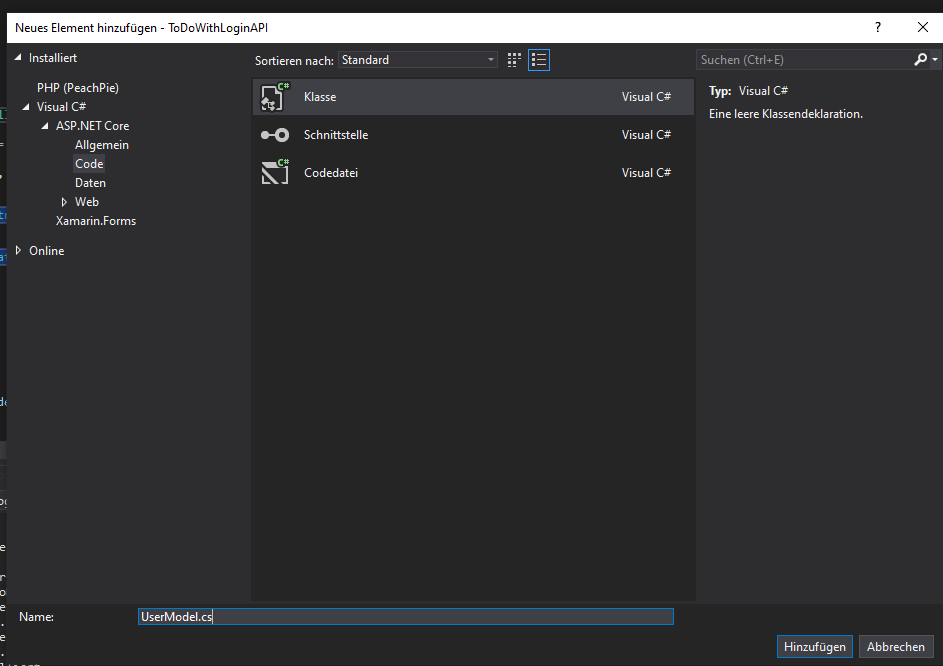 Neues Element hinzufügen - ToDoWithLoginAPI
?
Installiert
PHP (PeachPie)
Visual C#
ASP.NET Core
Allgemein
Code
Daten
Web
Xamarin.Forms
Online
Sortieren nach: Standard
C# Klasse Visual C#
Schnittstelle Visual C#
C# Codedatei Visual C#
Suchen (Ctrl+E)
Typ: Visual C#
Eine leere Klassendeklaration.
Name: UserModel.cs
Hinzufügen Abbrechen